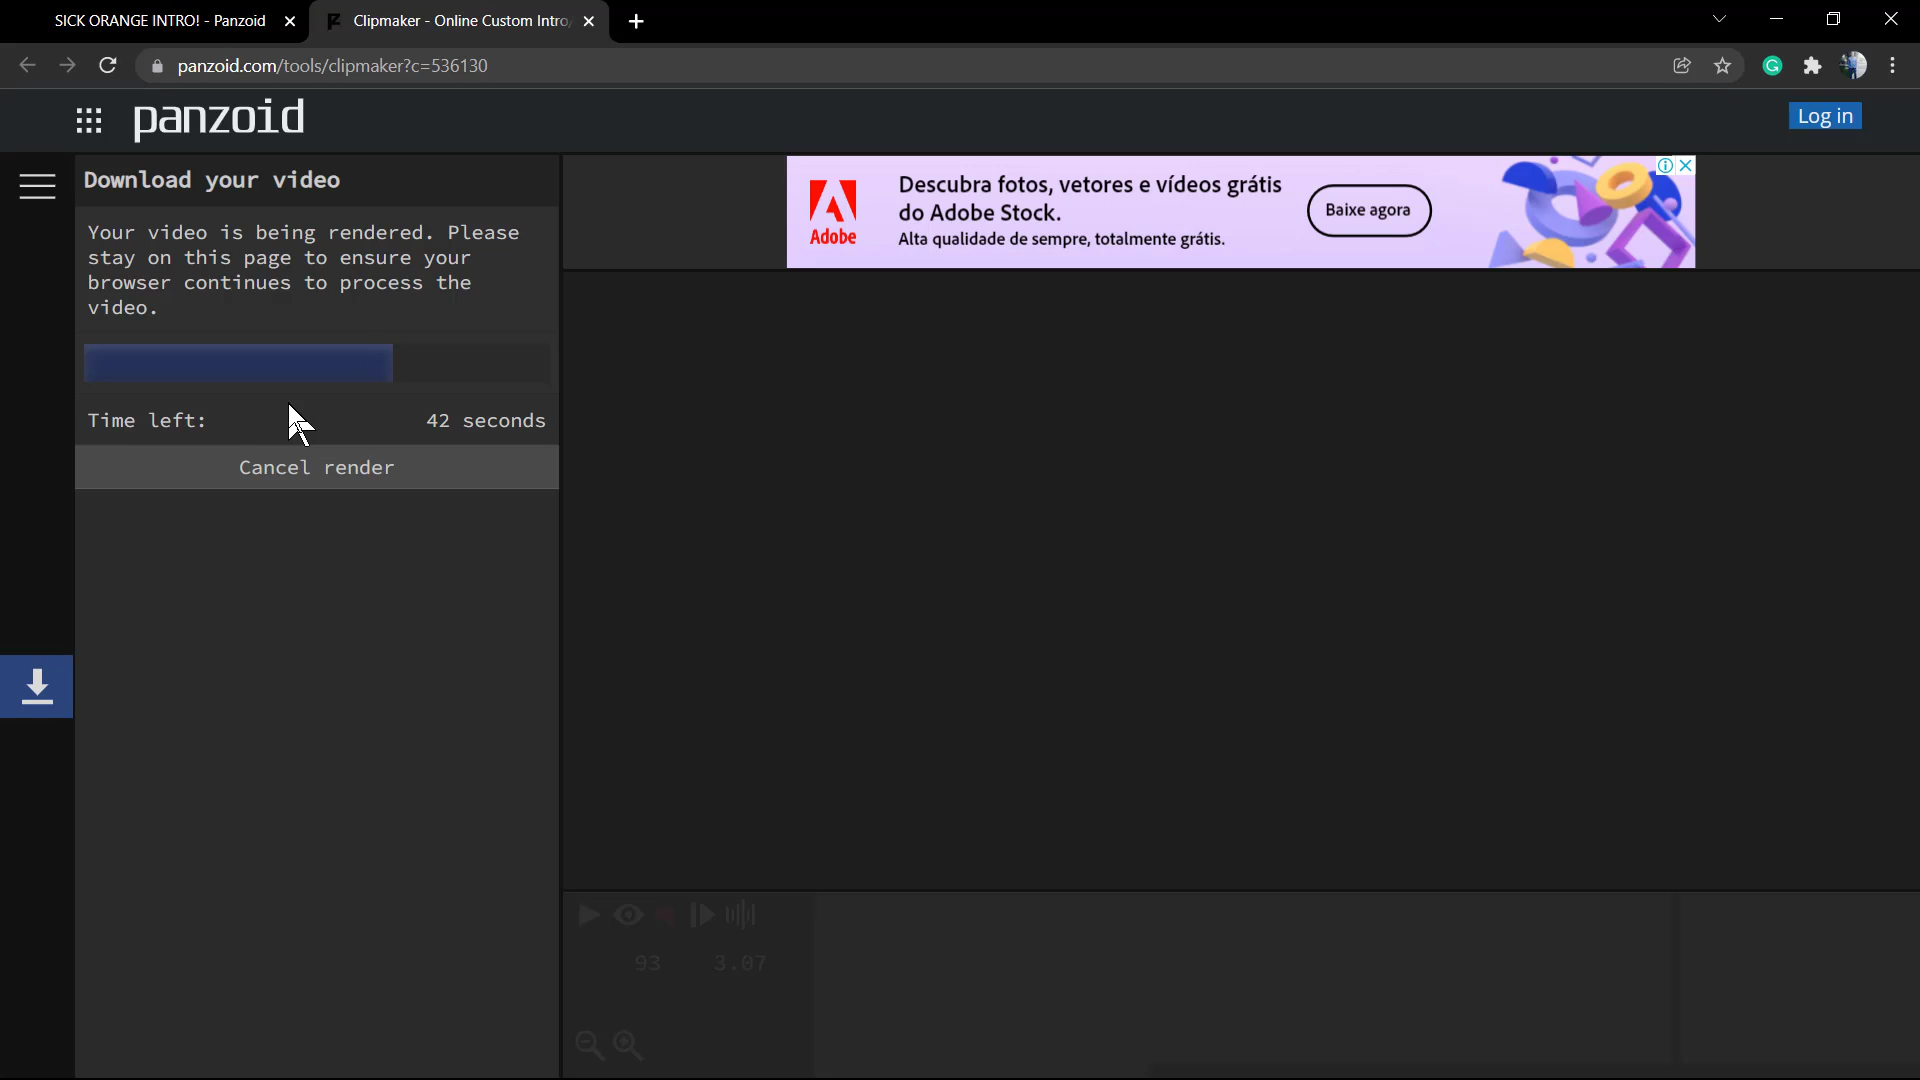 SICK ORANGE INTRO! - Panzoid
Clipmaker - Online Custom Intro
panzoid.com/tools/clipmaker?c=536130
panzoid
Log in
Download your video
Your video is being rendered. Please
stay on this page to ensure your
browser continues to process the
video.
Time left: 42 seconds
Cancel render
Adobe
Descubra fotos, vetores e vídeos grátis
do Adobe Stock.
Alta qualidade de sempre, totalmente grátis.
Baixe agora
93 3.07